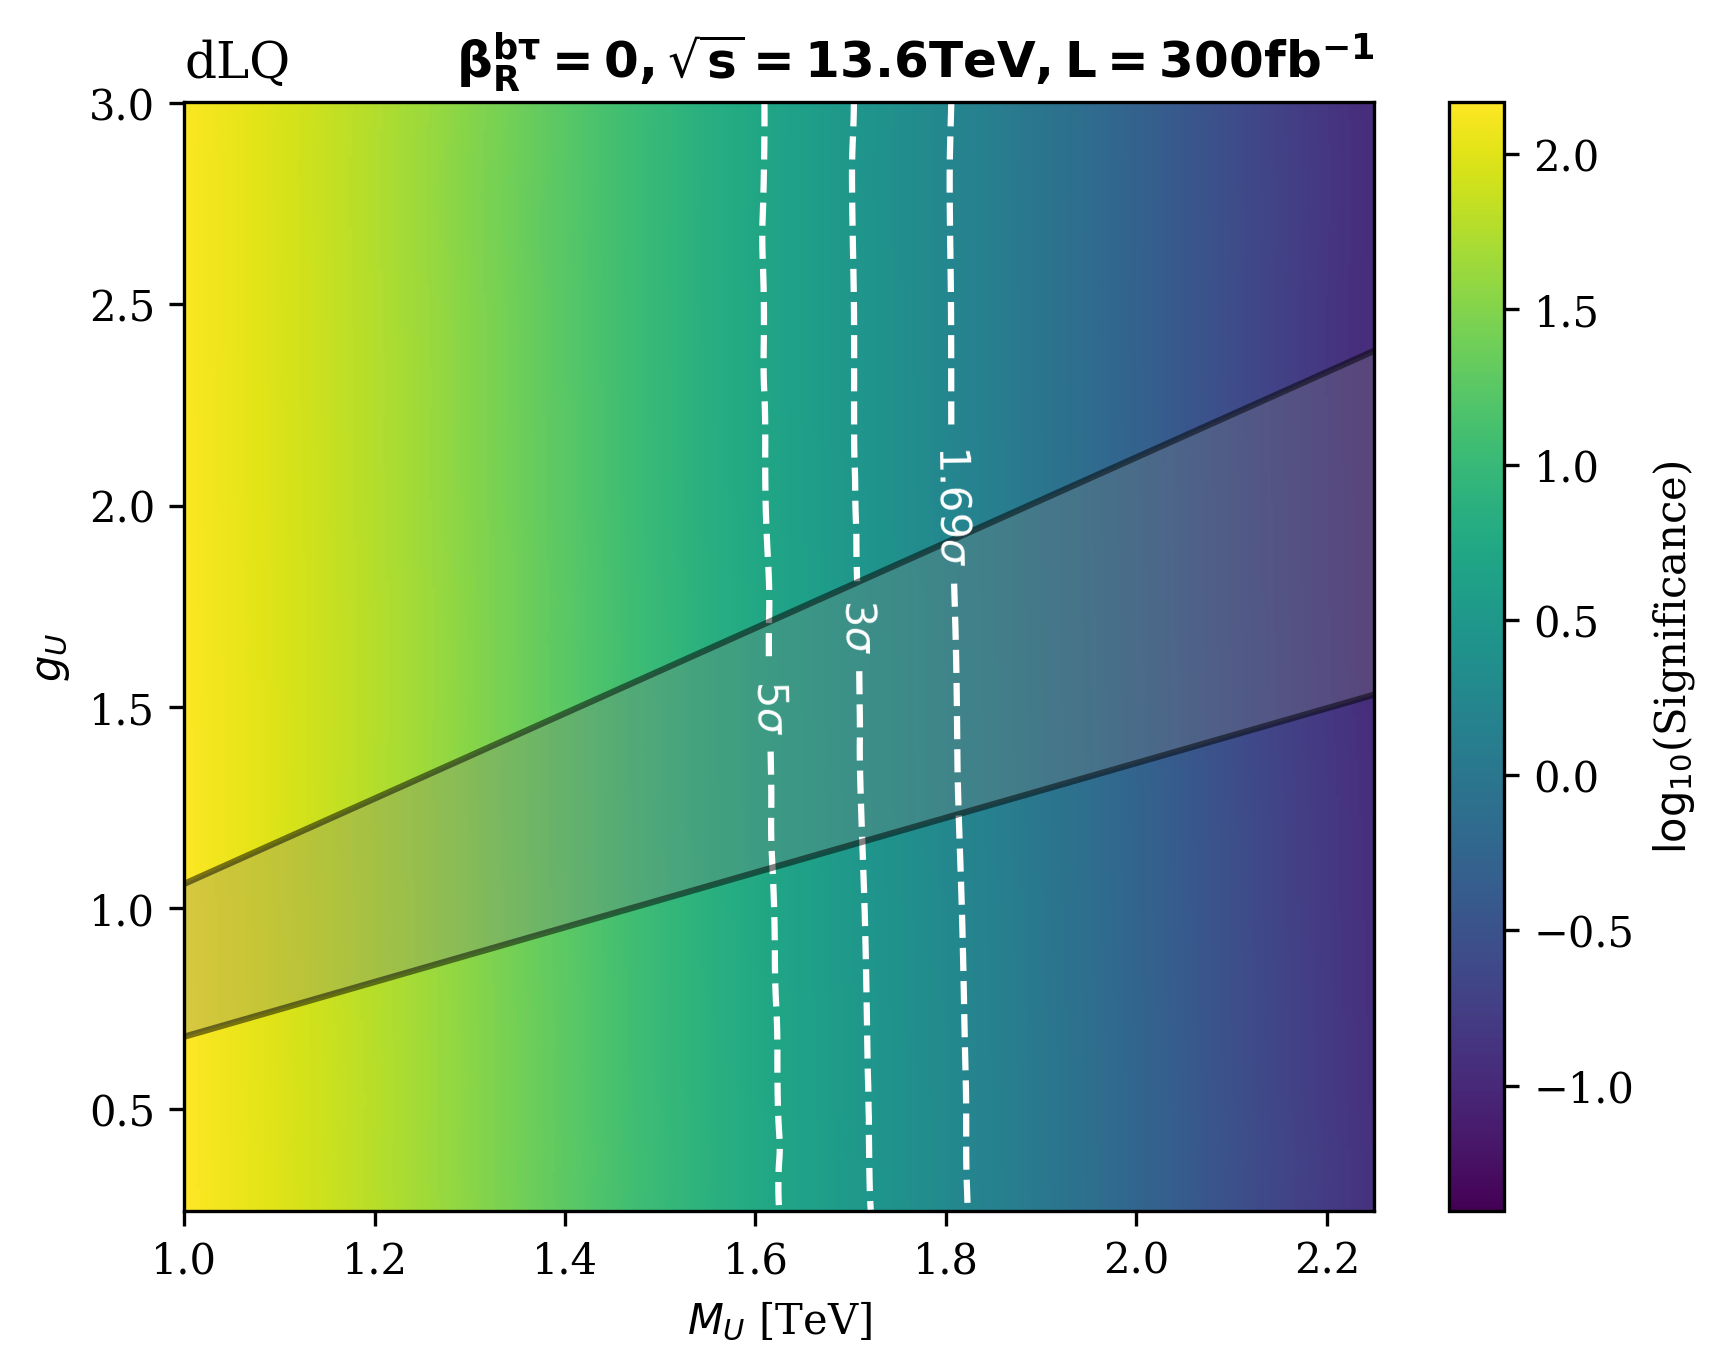 dLQ
β_R^{bτ} = 0, √s = 13.6TeV, L = 300fb⁻¹
3.0
2.5
2.0
1.5
1.0
0.5
g_U
1.69σ
3σ
5σ
1.0 1.2 1.4 1.6 1.8 2.0 2.2
M_U [TeV]
2.0
1.5
1.0
0.5
0.0
−0.5
−1.0
log₁₀(Significance)